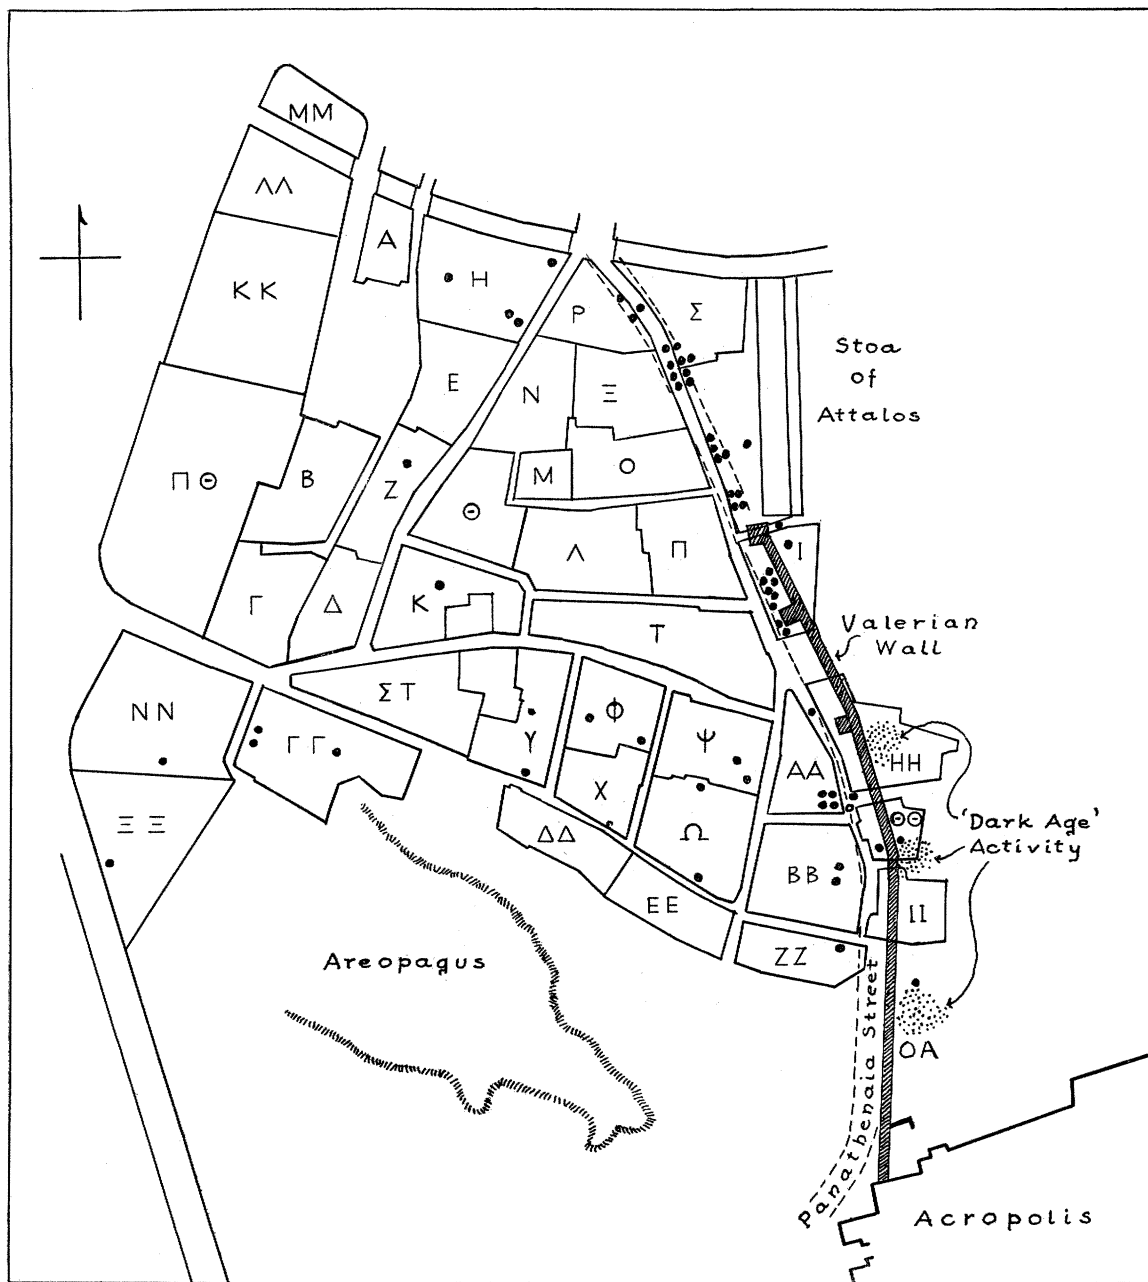 ΜΜ
ΛΛ
Α
ΚΚ
Η
Ρ
Σ
Stoa
of
Attalos
Ε
Ν
Ξ
ΠΘ
Β
Ζ
Μ
Ο
Θ
Λ
Π
Ι
Γ
Δ
Κ
Τ
Valerian
Wall
ΣΤ
ΝΝ
ΓΓ
Υ
Φ
Ψ
ΑΑ
ΗΗ
Χ
ΞΞ
ΔΔ
Ω
ΘΘ
'Dark Age'
Activity
ΒΒ
ΕΕ
ΙΙ
ΖΖ
Areopagus
Panathenaia Street
ΟΑ
Acropolis